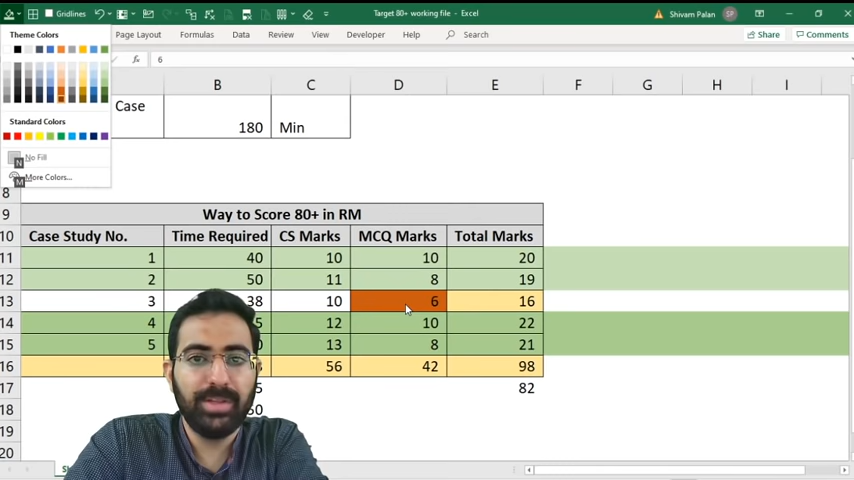 Gridlines
Target 80+ working file - Excel
Shivam Palan
SP
Theme Colors
Page Layout Formulas Data Review View Developer Help Search Share Comments
fx 6
B C D E F G H I
Standard Colors
Case
180 Min
N No Fill
M More Colors...
8
9 Way to Score 80+ in RM
10 Case Study No. Time Required CS Marks MCQ Marks Total Marks
11 1 40 10 10 20
12 2 50 11 8 19
13 3 38 10 6 16
14 4 5 12 10 22
15 5 0 13 8 21
16 56 42 98
17 5 82
18 50
19
20